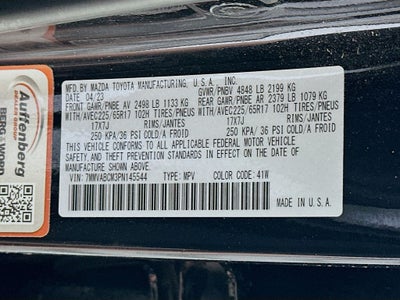 MFD.BY MAZDA TOYOTA MANUFACTURING, U.S.A., INC.
DATE 04/23 GVWR/PNBV 4848 LB 2199 KG
FRONT GAWR/PNBE AV 2498 LB 1133 KG REAR GAWR/PNBE AR 2379 LB 1079 KG
WITH/AVEC225/65R17 102H TIRES/PNEUS WITH/AVEC225/65R17 102H TIRES/PNEUS
17X7J RIMS/JANTES 17X7J RIMS/JANTES
250 KPA/36 PSI COLD/A FROID 250 KPA/36 PSI COLD/A FROID
THIS VEHICLE CONFORMS TO ALL APPLICABLE FEDERAL MOTOR VEHICLE
SAFETY STANDARDS IN EFFECT ON THE DATE OF
MANUFACTURE SHOWN ABOVE.
VIN: 7MMVABCM3PN145544 TYPE: MPV COLOR CODE: 41W
MADE IN U.S.A.
Auffenberg